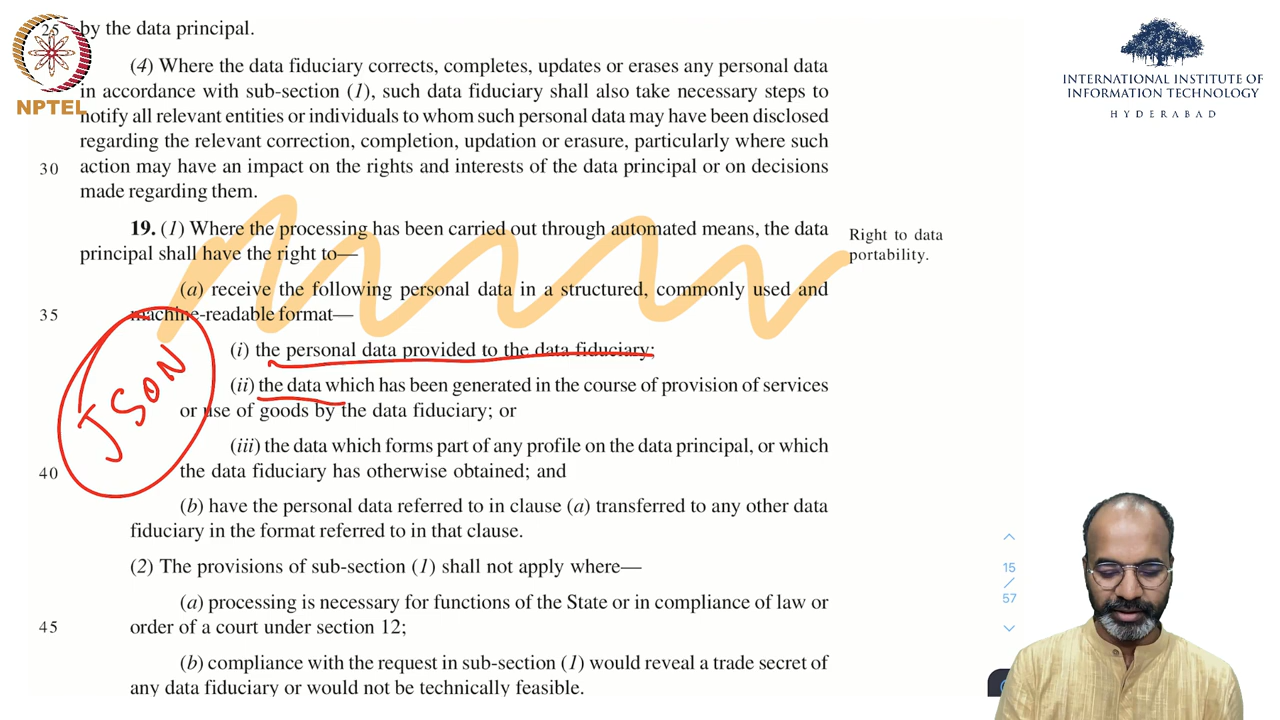 25 by the data principal.
(4) Where the data fiduciary corrects, completes, updates or erases any personal data
in accordance with sub-section (1), such data fiduciary shall also take necessary steps to
notify all relevant entities or individuals to whom such personal data may have been disclosed
regarding the relevant correction, completion, updation or erasure, particularly where such
30 action may have an impact on the rights and interests of the data principal or on decisions
made regarding them.
19. (1) Where the processing has been carried out through automated means, the data
principal shall have the right to—
Right to data
portability.
(a) receive the following personal data in a structured, commonly used and
35 machine-readable format—
(i) the personal data provided to the data fiduciary;
(ii) the data which has been generated in the course of provision of services
or use of goods by the data fiduciary; or
(iii) the data which forms part of any profile on the data principal, or which
40 the data fiduciary has otherwise obtained; and
(b) have the personal data referred to in clause (a) transferred to any other data
fiduciary in the format referred to in that clause.
(2) The provisions of sub-section (1) shall not apply where—
(a) processing is necessary for functions of the State or in compliance of law or
45 order of a court under section 12;
(b) compliance with the request in sub-section (1) would reveal a trade secret of
any data fiduciary or would not be technically feasible.
JSON
NPTEL
INTERNATIONAL INSTITUTE OF
INFORMATION TECHNOLOGY
HYDERABAD
15
/
57